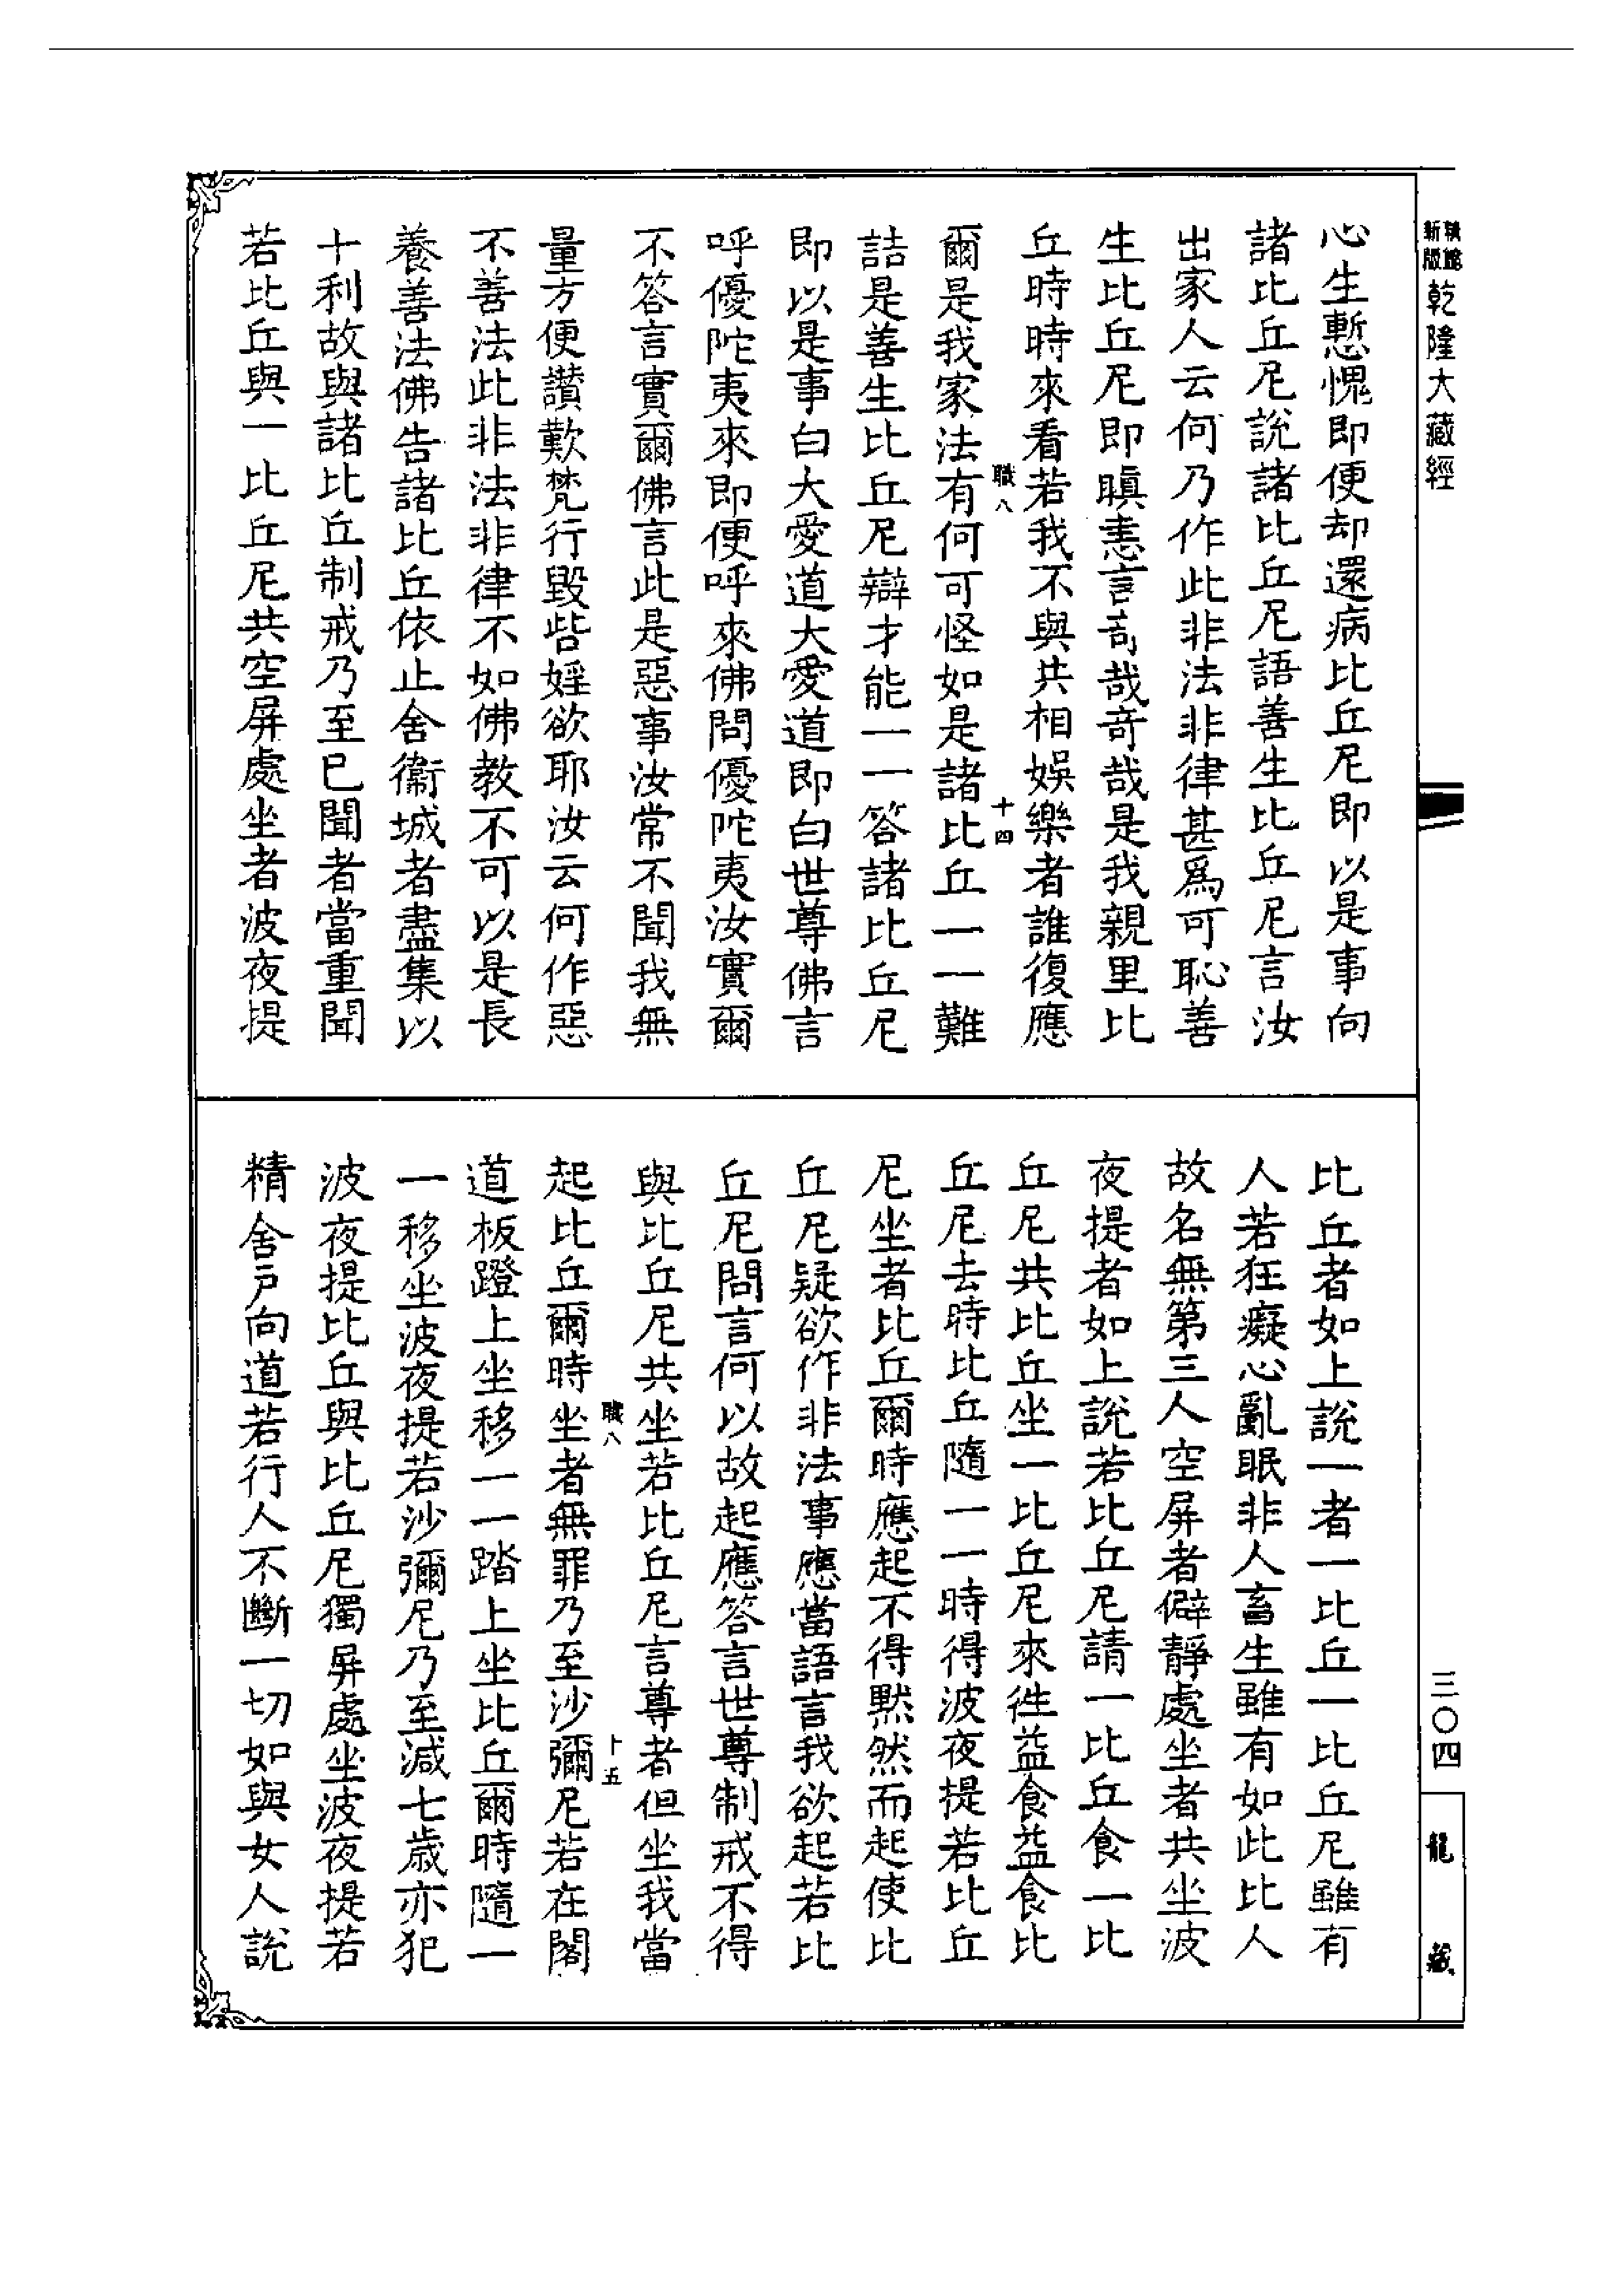 乾隆大藏經
心生慙愧即便却還病比丘尼即以是事向
諸比丘尼說諸比丘尼語善生比丘尼言汝
出家人云何乃作此非法非律甚爲可恥善
生比丘尼即瞋恚言奇哉奇哉是我親里比
丘時時來看若我不與共相娛樂者誰復應
職八
十四
爾是我家法有何可怪如是諸比丘一一難
詰是善生比丘尼辯才能一一答諸比丘尼
即以是事白大愛道大愛道即白世尊佛言
呼優陀夷來即便呼來佛問優陀夷汝實爾
不答言實爾佛言此是惡事汝常不聞我無
量方便讚歎梵行毀呰婬欲耶汝云何作惡
不善法此非法非律不如佛教不可以是長
養善法佛告諸比丘依止舍衞城者盡集以
十利故與諸比丘制戒乃至已聞者當重聞
若比丘與一比丘尼共空屏處坐者波夜提
比丘者如上說一者一比丘一比丘尼雖有
人若狂癡心亂眠非人畜生雖有如此比人
故名無第三人空屏者僻靜處坐者共坐波
夜提者如上說若比丘尼請一比丘食一比
丘尼共比丘坐一比丘尼來徃益食益食比
丘尼去時比丘隨一一時得波夜提若比丘
尼坐者比丘爾時應起不得默然而起使比
丘尼疑欲作非法事應當語言我欲起若比
丘尼問言何以故起應答言世尊制戒不得
與比丘尼共坐若比丘尼言尊者但坐我當
職八
十五
起比丘爾時坐者無罪乃至沙彌尼若在閣
道板蹬上坐移一一踏上坐比丘爾時隨一
一移坐波夜提若沙彌尼乃至減七歲亦犯
波夜提比丘與比丘尼獨屏處坐波夜提若
精舍戸向道若行人不斷一切如與女人說
三〇四
龍藏